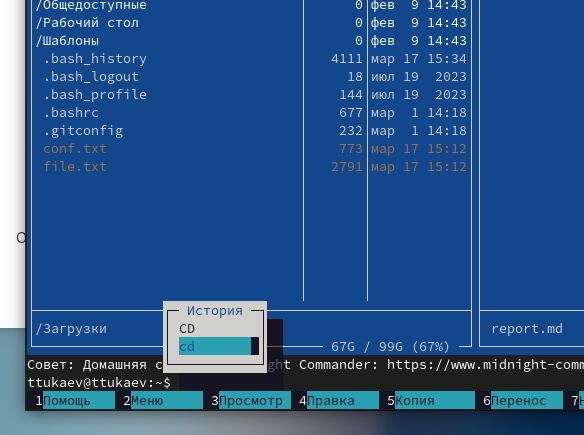 /Общедоступные 0 фев 9 14:43
/Рабочий стол 0 фев 9 14:43
/Шаблоны 0 фев 9 14:43
.bash_history 4111 мар 17 15:34
.bash_logout 18 июл 19 2023
.bash_profile 144 июл 19 2023
.bashrc 677 мар 1 14:18
.gitconfig 232 мар 1 14:18
conf.txt 773 мар 17 15:12
file.txt 2791 мар 17 15:12
История
/Загрузки CD report.md
cd
67G / 99G (67%)
Совет: Домашняя с ght Commander: https://www.midnight-comm
ttukaev@ttukaev:~$
1Помощь 2Меню 3Просмотр 4Правка 5Копия 6Перенос 7